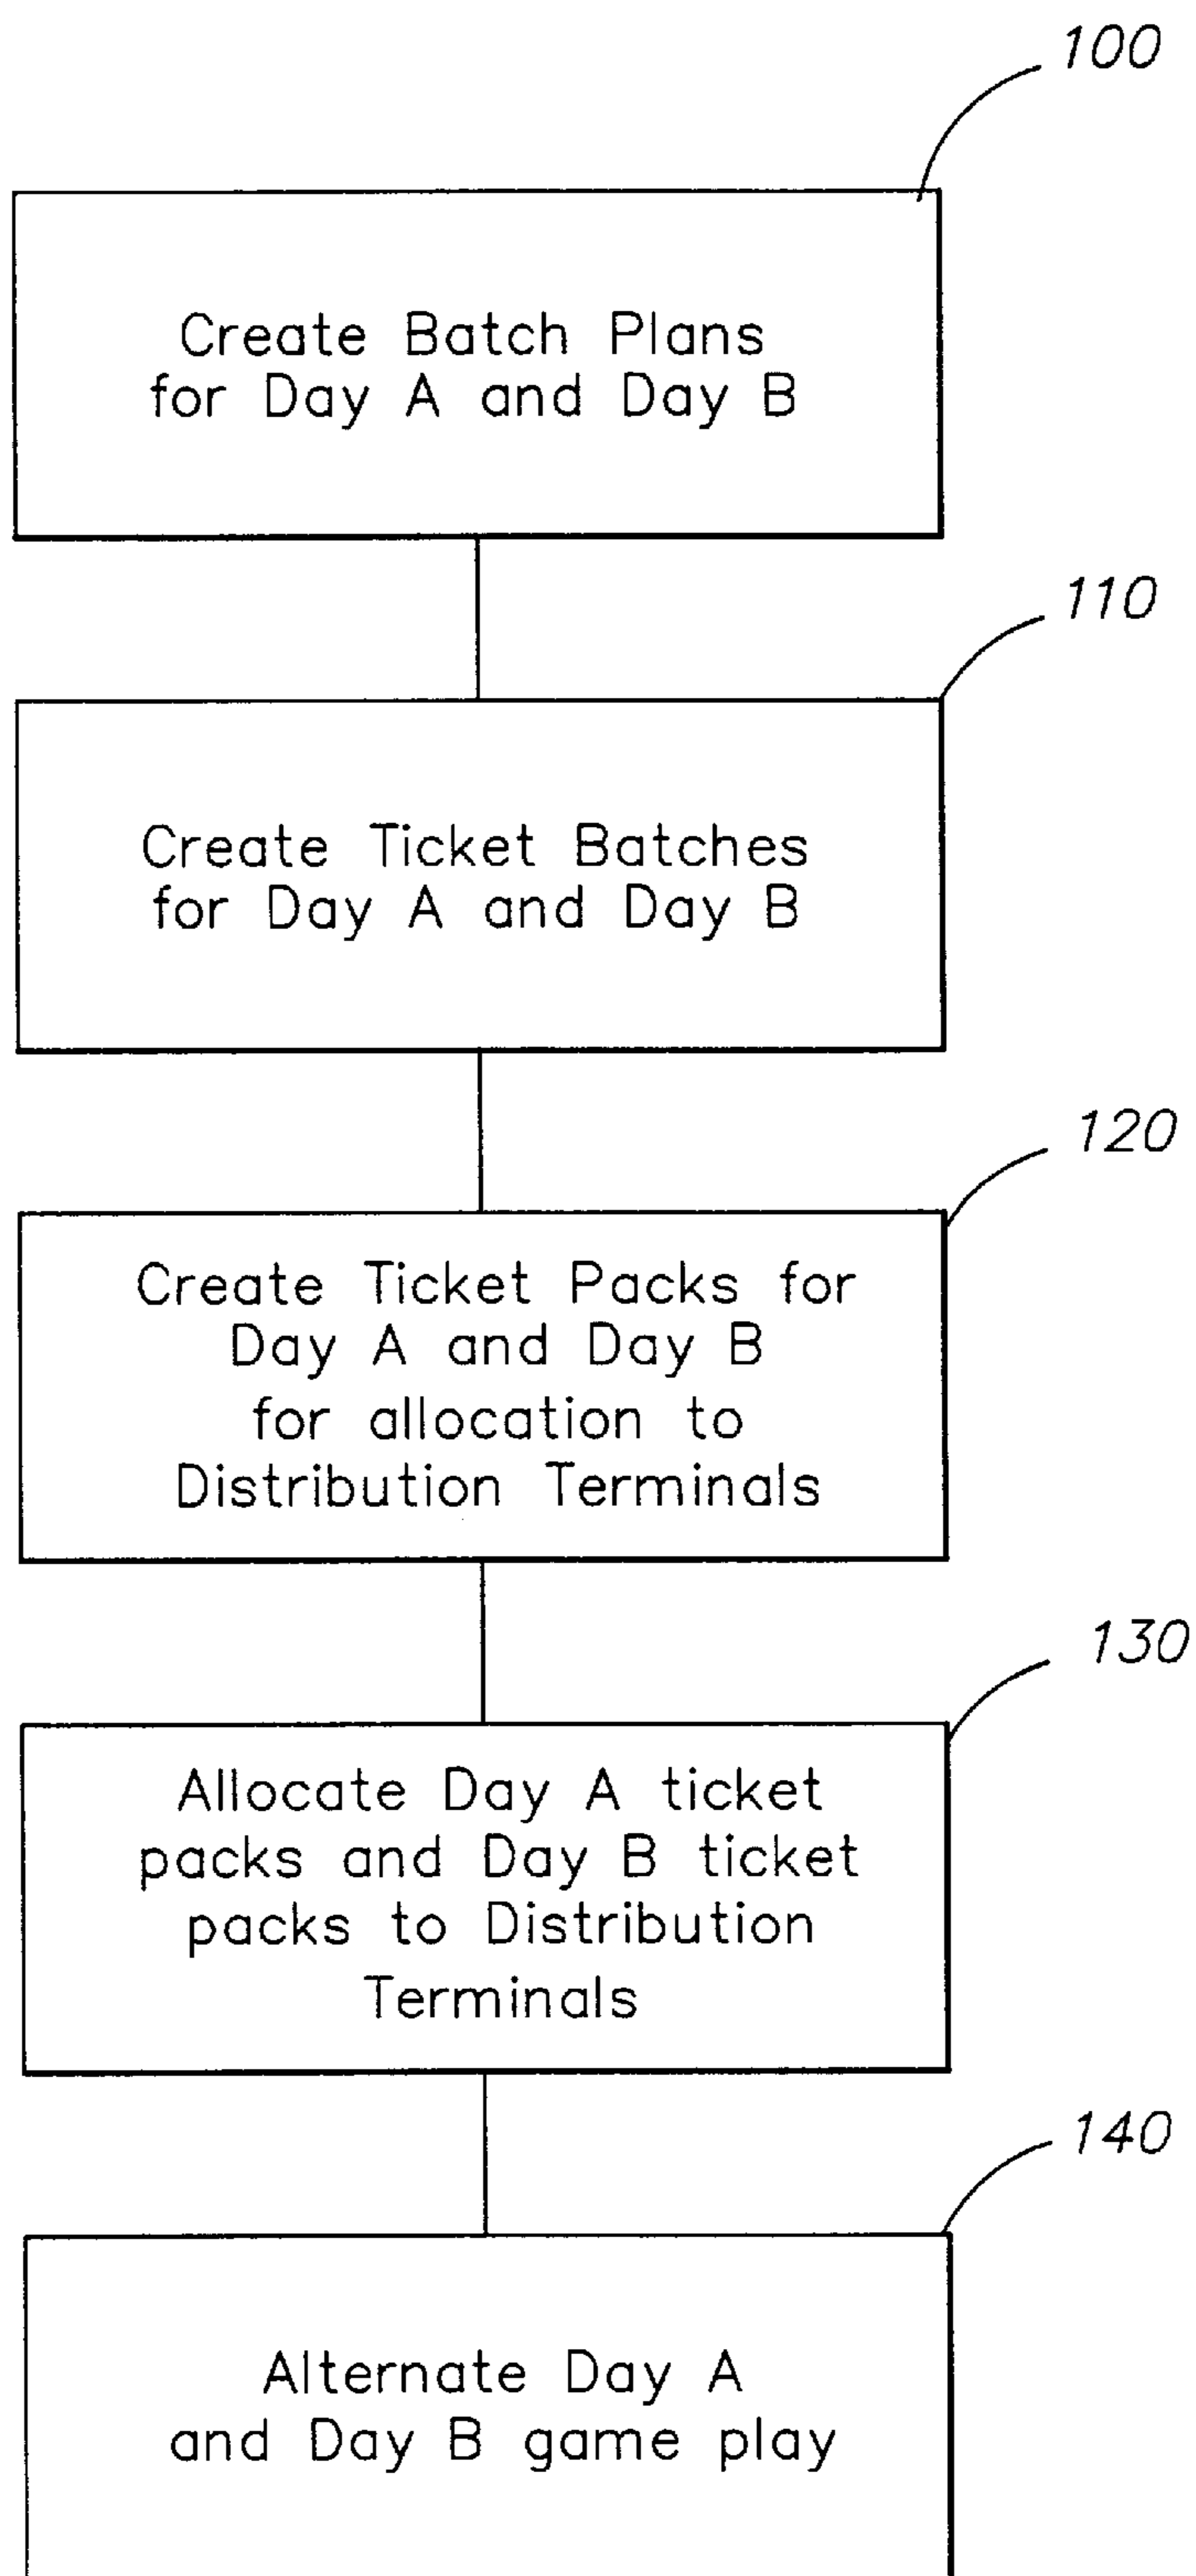 100
Create Batch Plans
for Day A and Day B
110
Create Ticket Batches
for Day A and Day B
120
Create Ticket Packs for
Day A and Day B
for allocation to
Distribution Terminals
130
Allocate Day A ticket
packs and Day B ticket
packs to Distribution
Terminals
140
Alternate Day A
and Day B game play